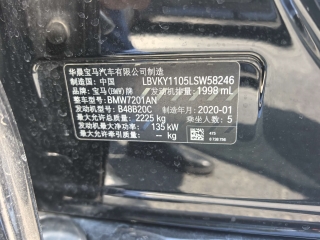 华晨宝马汽车有限公司制造
制造国：中国 LBVKY1105LSW58246
品牌：宝马(BMW)牌 发动机排量：1998 mL
整车型号：BMW7201AN
发动机型号：B48B20C 制造年月：2020-01
最大允许总质量：2225 kg 乘坐人数：5
发动机最大净功率：135 kW
最大允许牵引质量：-- kg